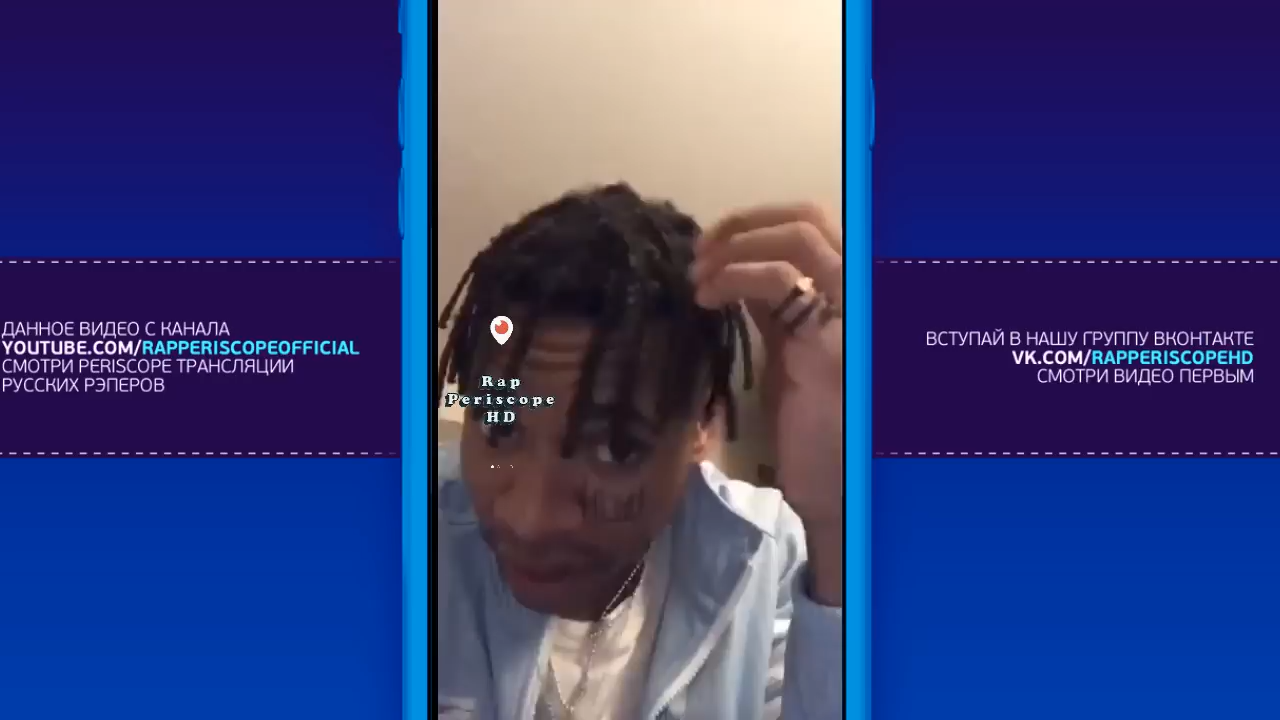 ДАННОЕ ВИДЕО С КАНАЛА
YOUTUBE.COM/RAPPERISCOPEOFFICIAL
СМОТРИ PERISCOPE ТРАНСЛЯЦИИ
РУССКИХ РЭПЕРОВ
Rap
Periscope
HD
ВСТУПАЙ В НАШУ ГРУППУ ВКОНТАКТЕ
VK.COM/RAPPERISCOPEHD
СМОТРИ ВИДЕО ПЕРВЫМ